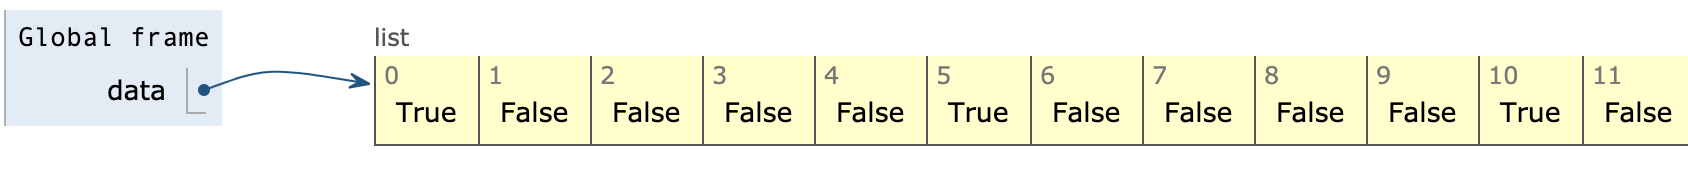 Global frame
data
list
0 1 2 3 4 5 6 7 8 9 10 11
True False False False False True False False False False True False